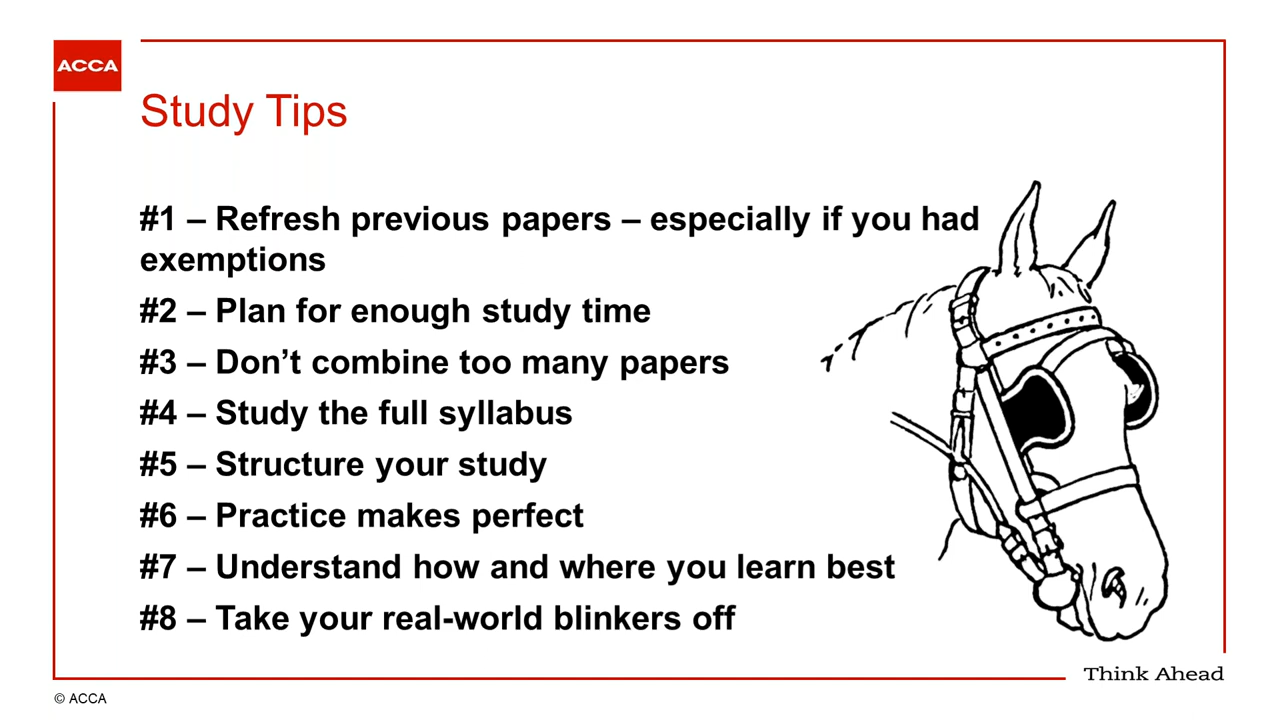 ACCA
Study Tips
#1 – Refresh previous papers – especially if you had
exemptions
#2 – Plan for enough study time
#3 – Don’t combine too many papers
#4 – Study the full syllabus
#5 – Structure your study
#6 – Practice makes perfect
#7 – Understand how and where you learn best
#8 – Take your real-world blinkers off
Think Ahead
© ACCA